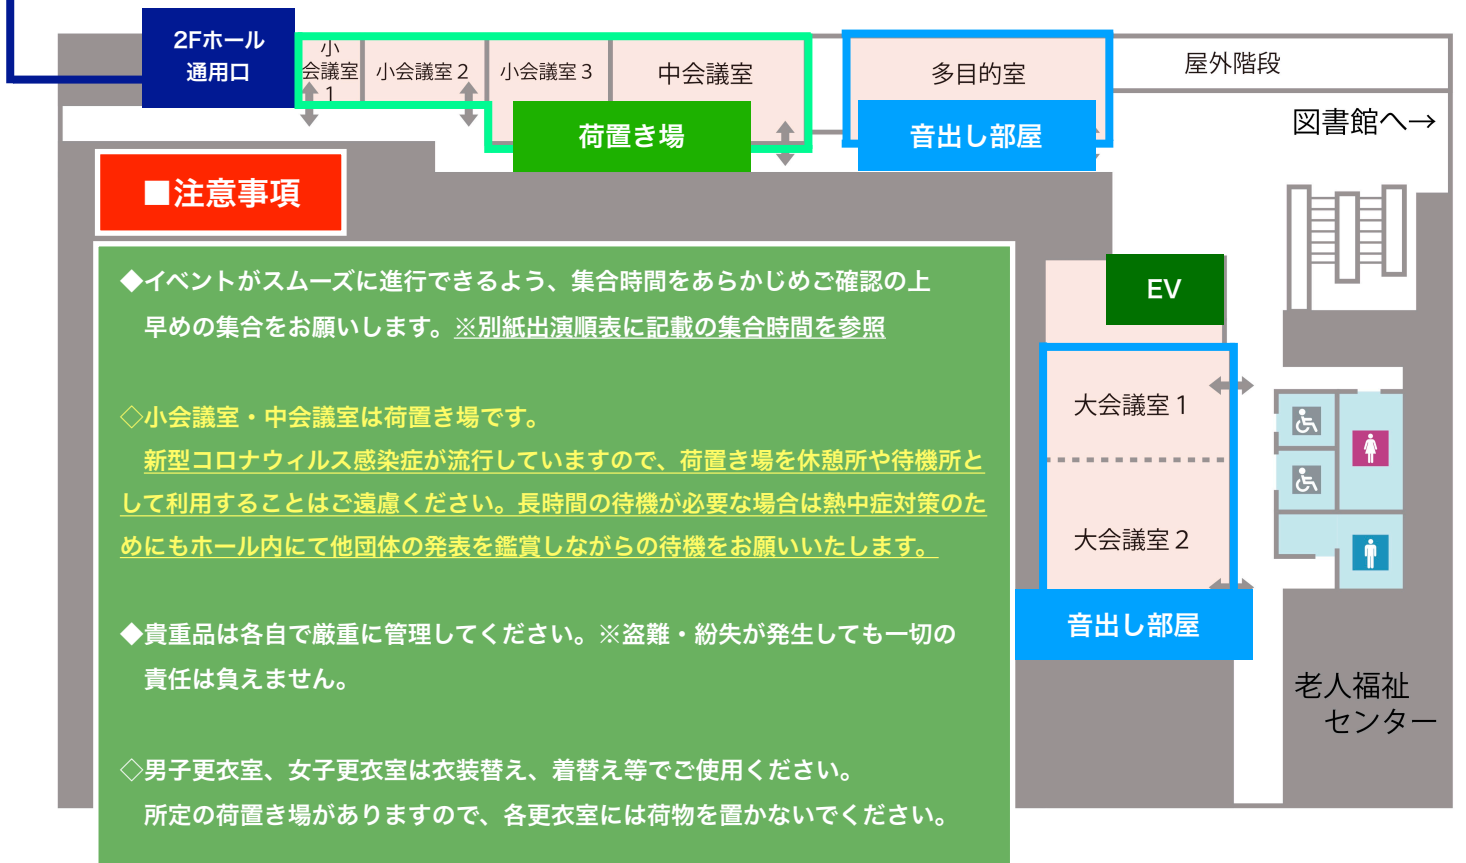 2Fホール
通用口
小
会議室
1
小会議室 2
小会議室 3
中会議室
荷置き場
多目的室
音出し部屋
屋外階段
図書館へ→
■注意事項
◆イベントがスムーズに進行できるよう、集合時間をあらかじめご確認の上
早めの集合をお願いします。※別紙出演順表に記載の集合時間を参照
◇小会議室・中会議室は荷置き場です。
新型コロナウィルス感染症が流行していますので、荷置き場を休憩所や待機所と
して利用することはご遠慮ください。長時間の待機が必要な場合は熱中症対策のた
めにもホール内にて他団体の発表を鑑賞しながらの待機をお願いいたします。
◆貴重品は各自で厳重に管理してください。※盗難・紛失が発生しても一切の
責任は負えません。
◇男子更衣室、女子更衣室は衣装替え、着替え等でご使用ください。
所定の荷置き場がありますので、各更衣室には荷物を置かないでください。
EV
大会議室 1
大会議室 2
音出し部屋
老人福祉
センター